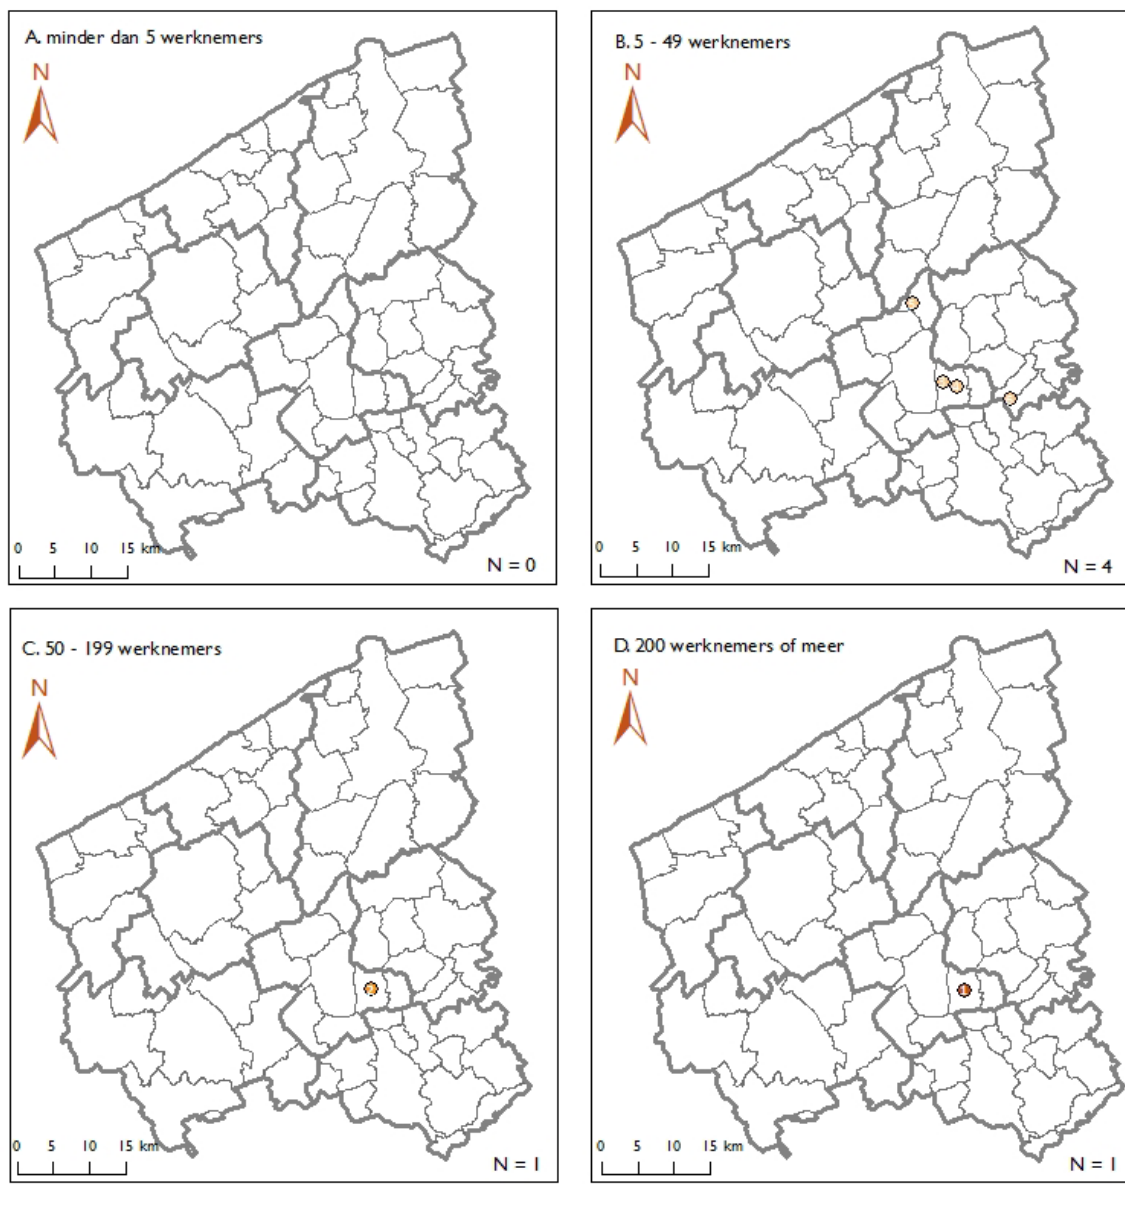 A. minder dan 5 werknemers
N
0 5 10 15 km
N = 0
B. 5 - 49 werknemers
N
0 5 10 15 km
N = 4
C. 50 - 199 werknemers
N
0 5 10 15 km
N = 1
D. 200 werknemers of meer
N
0 5 10 15 km
N = 1